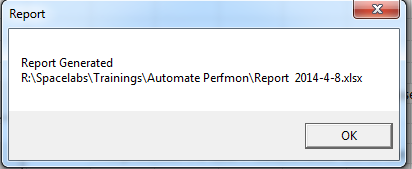 Report
Report Generated
R:\Spacelabs\Trainings\Automate Perfmon\Report  2014-4-8.xlsx
OK